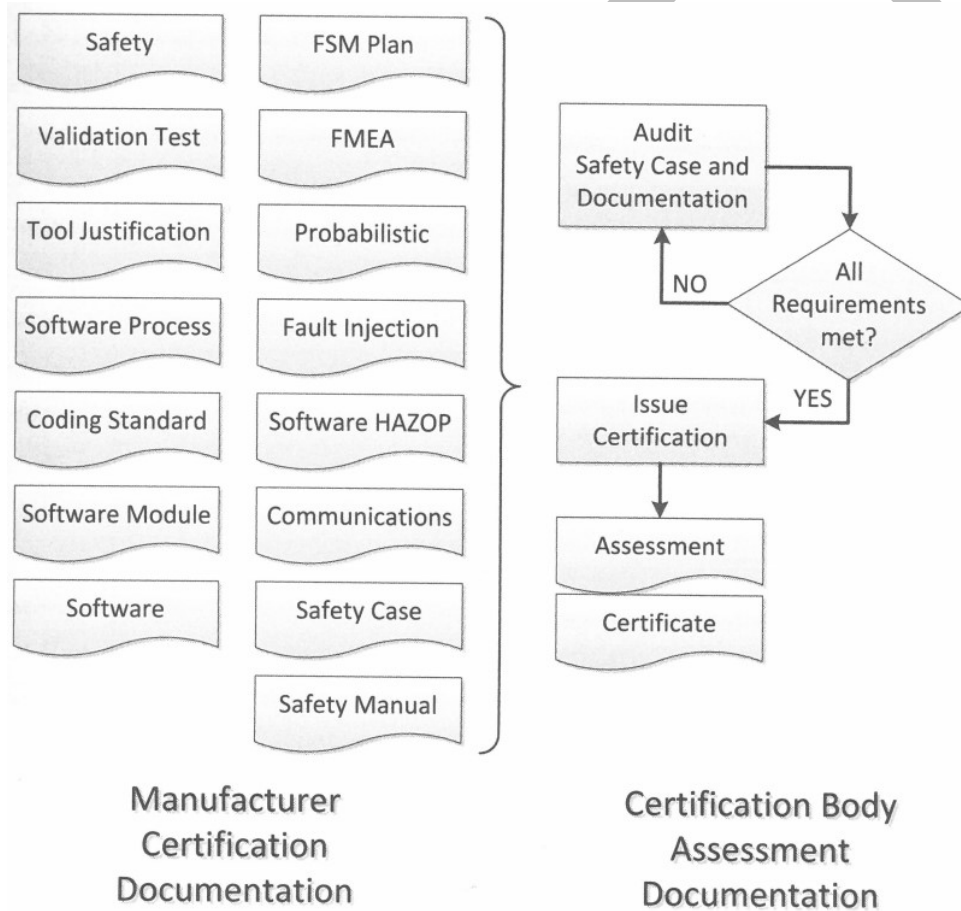 Safety
Validation Test
Tool Justification
Software Process
Coding Standard
Software Module
Software
FSM Plan
FMEA
Probabilistic
Fault Injection
Software HAZOP
Communications
Safety Case
Safety Manual
Audit
Safety Case and
Documentation
All
Requirements
met?
NO
YES
Issue
Certification
Assessment
Certificate
Manufacturer
Certification
Documentation
Certification Body
Assessment
Documentation